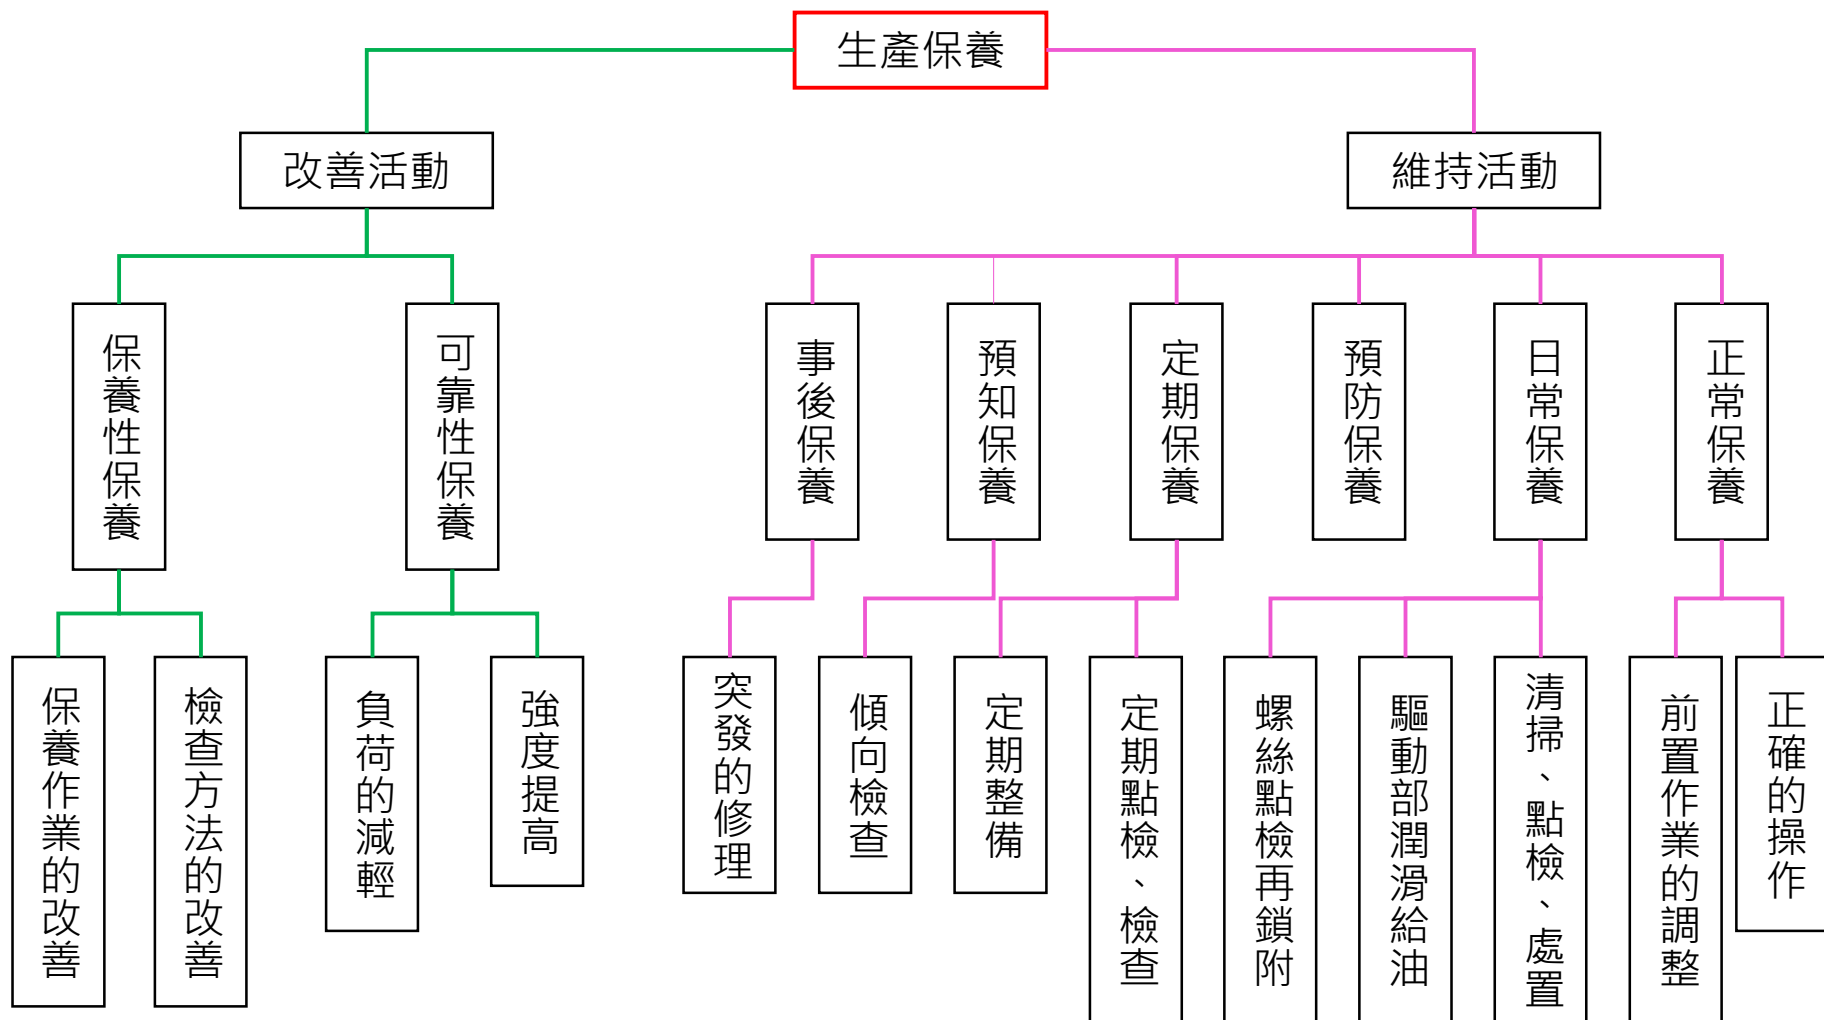 生產保養
改善活動
維持活動
保養性保養
可靠性保養
事後保養
預知保養
定期保養
預防保養
日常保養
正常保養
保養作業的改善
檢查方法的改善
負荷的減輕
強度提高
突發的修理
傾向檢查
定期整備
定期點檢、檢查
螺絲點檢再鎖附
驅動部潤滑給油
清掃、點檢、處置
前置作業的調整
正確的操作